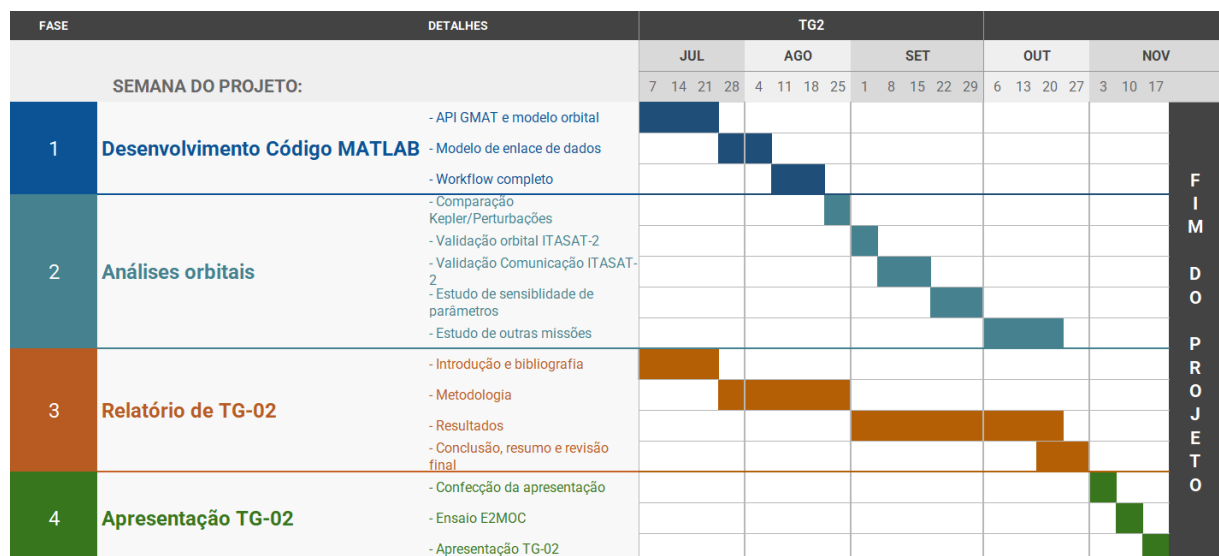 FASE DETALHES TG2
JUL AGO SET OUT NOV
SEMANA DO PROJETO: 7 14 21 28 4 11 18 25 1 8 15 22 29 6 13 20 27 3 10 17
1 Desenvolvimento Código MATLAB
- API GMAT e modelo orbital
- Modelo de enlace de dados
- Workflow completo
2 Análises orbitais
- Comparação
Kepler/Perturbações
- Validação orbital ITASAT-2
- Validação Comunicação ITASAT-
2
- Estudo de sensiblidade de
parâmetros
- Estudo de outras missões
3 Relatório de TG-02
- Introdução e bibliografia
- Metodologia
- Resultados
- Conclusão, resumo e revisão
final
4 Apresentação TG-02
- Confecção da apresentação
- Ensaio E2MOC
- Apresentação TG-02
FIM DO PROJETO